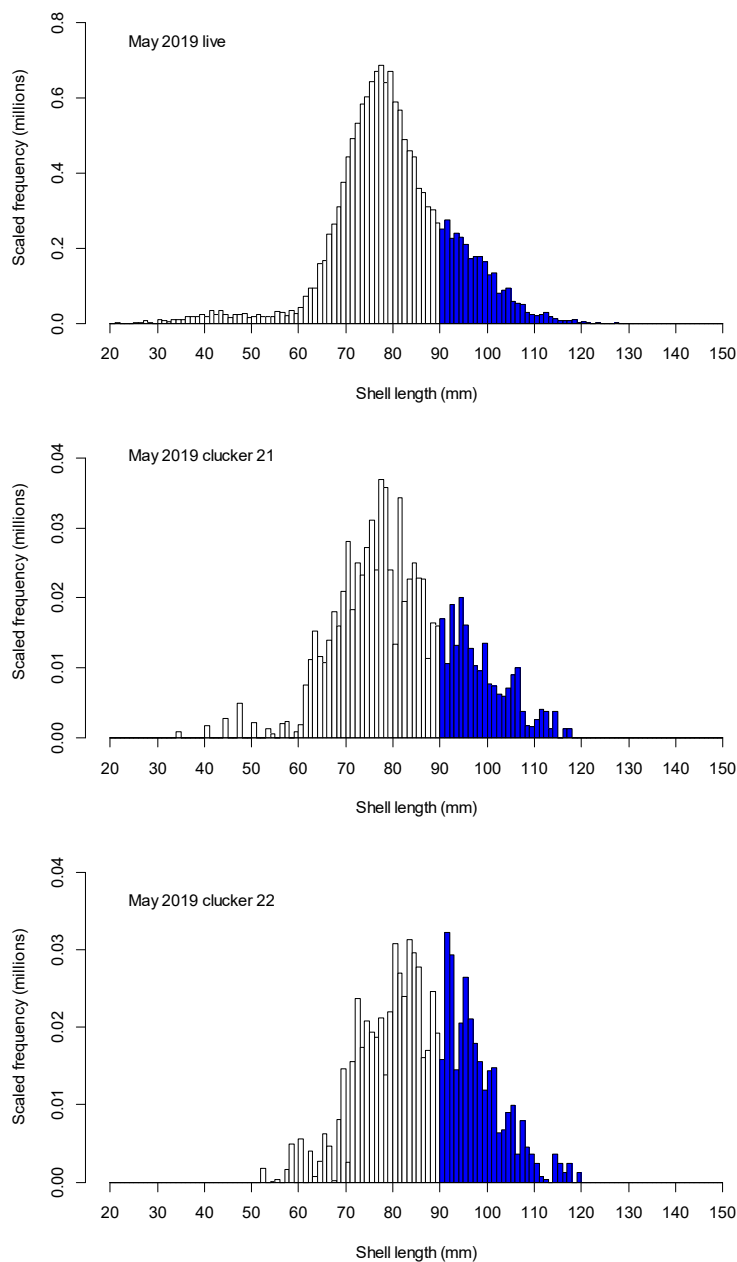 May 2019 live
Scaled frequency (millions)
0.8
0.6
0.4
0.2
0.0
20 30 40 50 60 70 80 90 100 110 120 130 140 150
Shell length (mm)
May 2019 clucker 21
Scaled frequency (millions)
0.04
0.03
0.02
0.01
0.00
20 30 40 50 60 70 80 90 100 110 120 130 140 150
Shell length (mm)
May 2019 clucker 22
Scaled frequency (millions)
0.04
0.03
0.02
0.01
0.00
20 30 40 50 60 70 80 90 100 110 120 130 140 150
Shell length (mm)